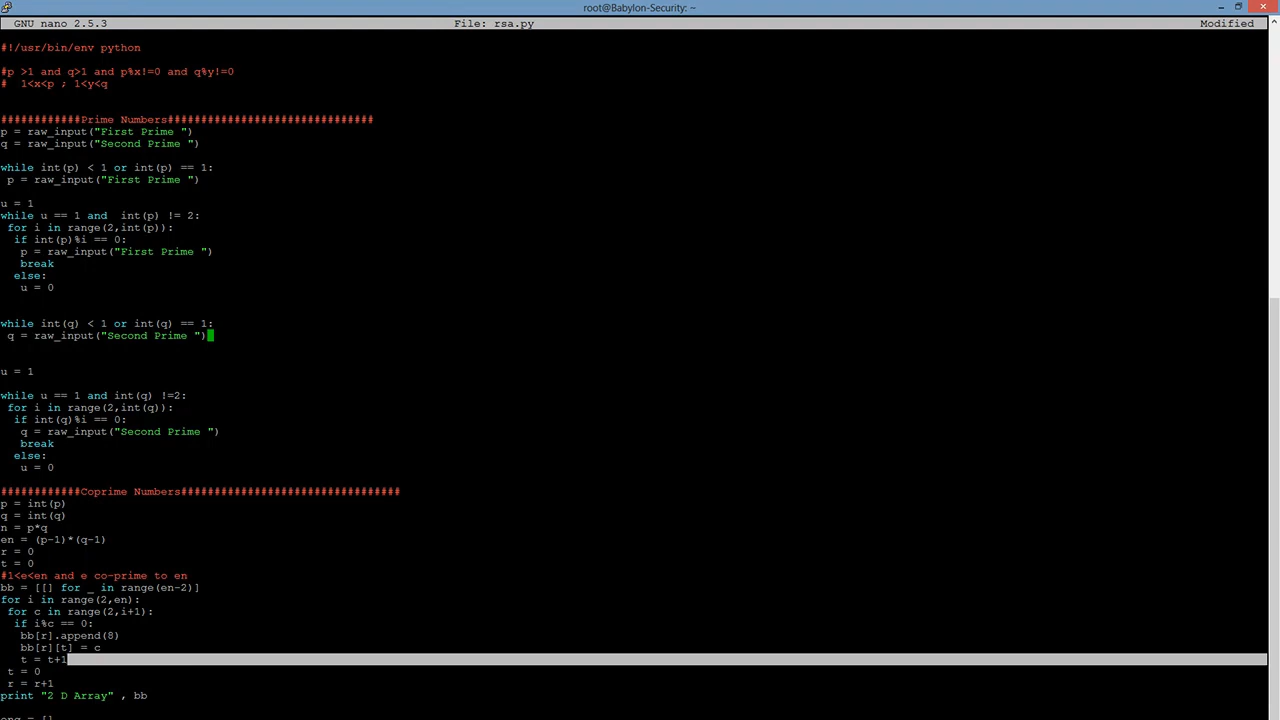 root@Babylon-Security: ~
GNU nano 2.5.3 File: rsa.py Modified
#!/usr/bin/env python
#p >1 and q>1 and p%x!=0 and q%y!=0
#  1<x<p ; 1<y<q
############Prime Numbers###############################
p = raw_input("First Prime ")
q = raw_input("Second Prime ")
while int(p) < 1 or int(p) == 1:
 p = raw_input("First Prime ")
u = 1
while u == 1 and  int(p) != 2:
 for i in range(2,int(p)):
  if int(p)%i == 0:
   p = raw_input("First Prime ")
   break
  else:
   u = 0
while int(q) < 1 or int(q) == 1:
 q = raw_input("Second Prime ")
u = 1
while u == 1 and int(q) !=2:
 for i in range(2,int(q)):
  if int(q)%i == 0:
   q = raw_input("Second Prime ")
   break
  else:
   u = 0
############Coprime Numbers#################################
p = int(p)
q = int(q)
n = p*q
en = (p-1)*(q-1)
r = 0
t = 0
#1<e<en and e co-prime to en
bb = [[] for _ in range(en-2)]
for i in range(2,en):
 for c in range(2,i+1):
  if i%c == 0:
   bb[r].append(8)
   bb[r][t] = c
   t = t+1
 t = 0
 r = r+1
print "2 D Array" , bb